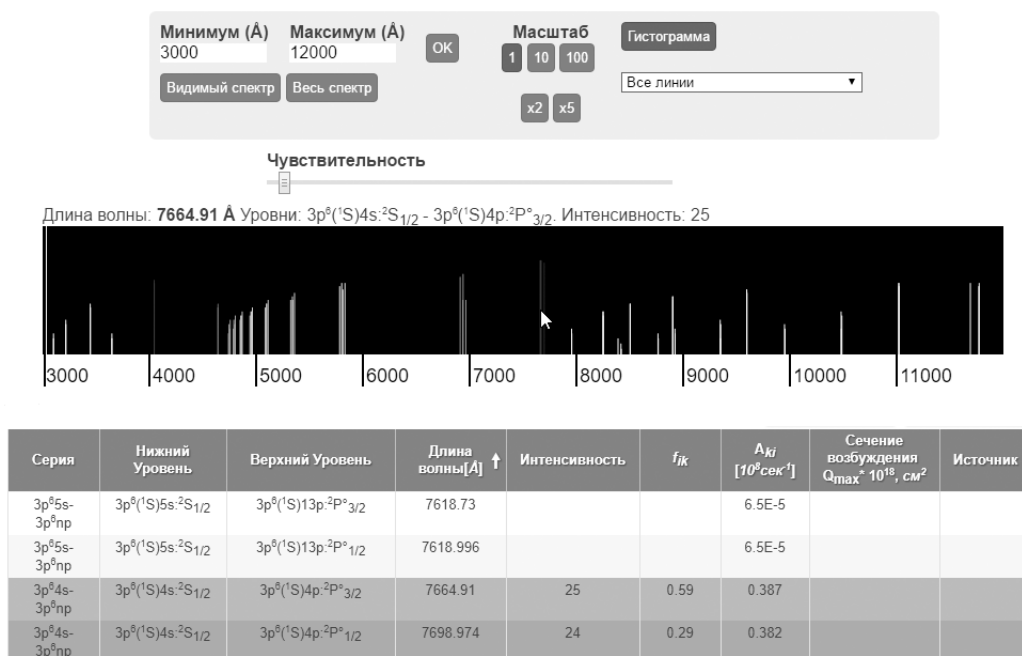 Минимум (Å) Максимум (Å) Масштаб
3000 12000 OK 1 10 100 Гистограмма
Видимый спектр Весь спектр x2 x5 Все линии
Чувствительность
Длина волны: 7664.91 Å Уровни: 3p⁶(¹S)4s:²S1/2 - 3p⁶(¹S)4p:²P°3/2. Интенсивность: 25
3000 4000 5000 6000 7000 8000 9000 10000 11000
Серия Нижний Уровень Верхний Уровень Длина волны[Å] Интенсивность fik Aki [10⁸сек⁻¹] Сечение возбуждения Qmax* 10¹⁸, см² Источник
3p⁶5s-3p⁶np 3p⁶(¹S)5s:²S1/2 3p⁶(¹S)13p:²P°3/2 7618.73 6.5E-5
3p⁶5s-3p⁶np 3p⁶(¹S)5s:²S1/2 3p⁶(¹S)13p:²P°1/2 7618.996 6.5E-5
3p⁶4s-3p⁶np 3p⁶(¹S)4s:²S1/2 3p⁶(¹S)4p:²P°3/2 7664.91 25 0.59 0.387
3p⁶4s-3p⁶np 3p⁶(¹S)4s:²S1/2 3p⁶(¹S)4p:²P°1/2 7698.974 24 0.29 0.382